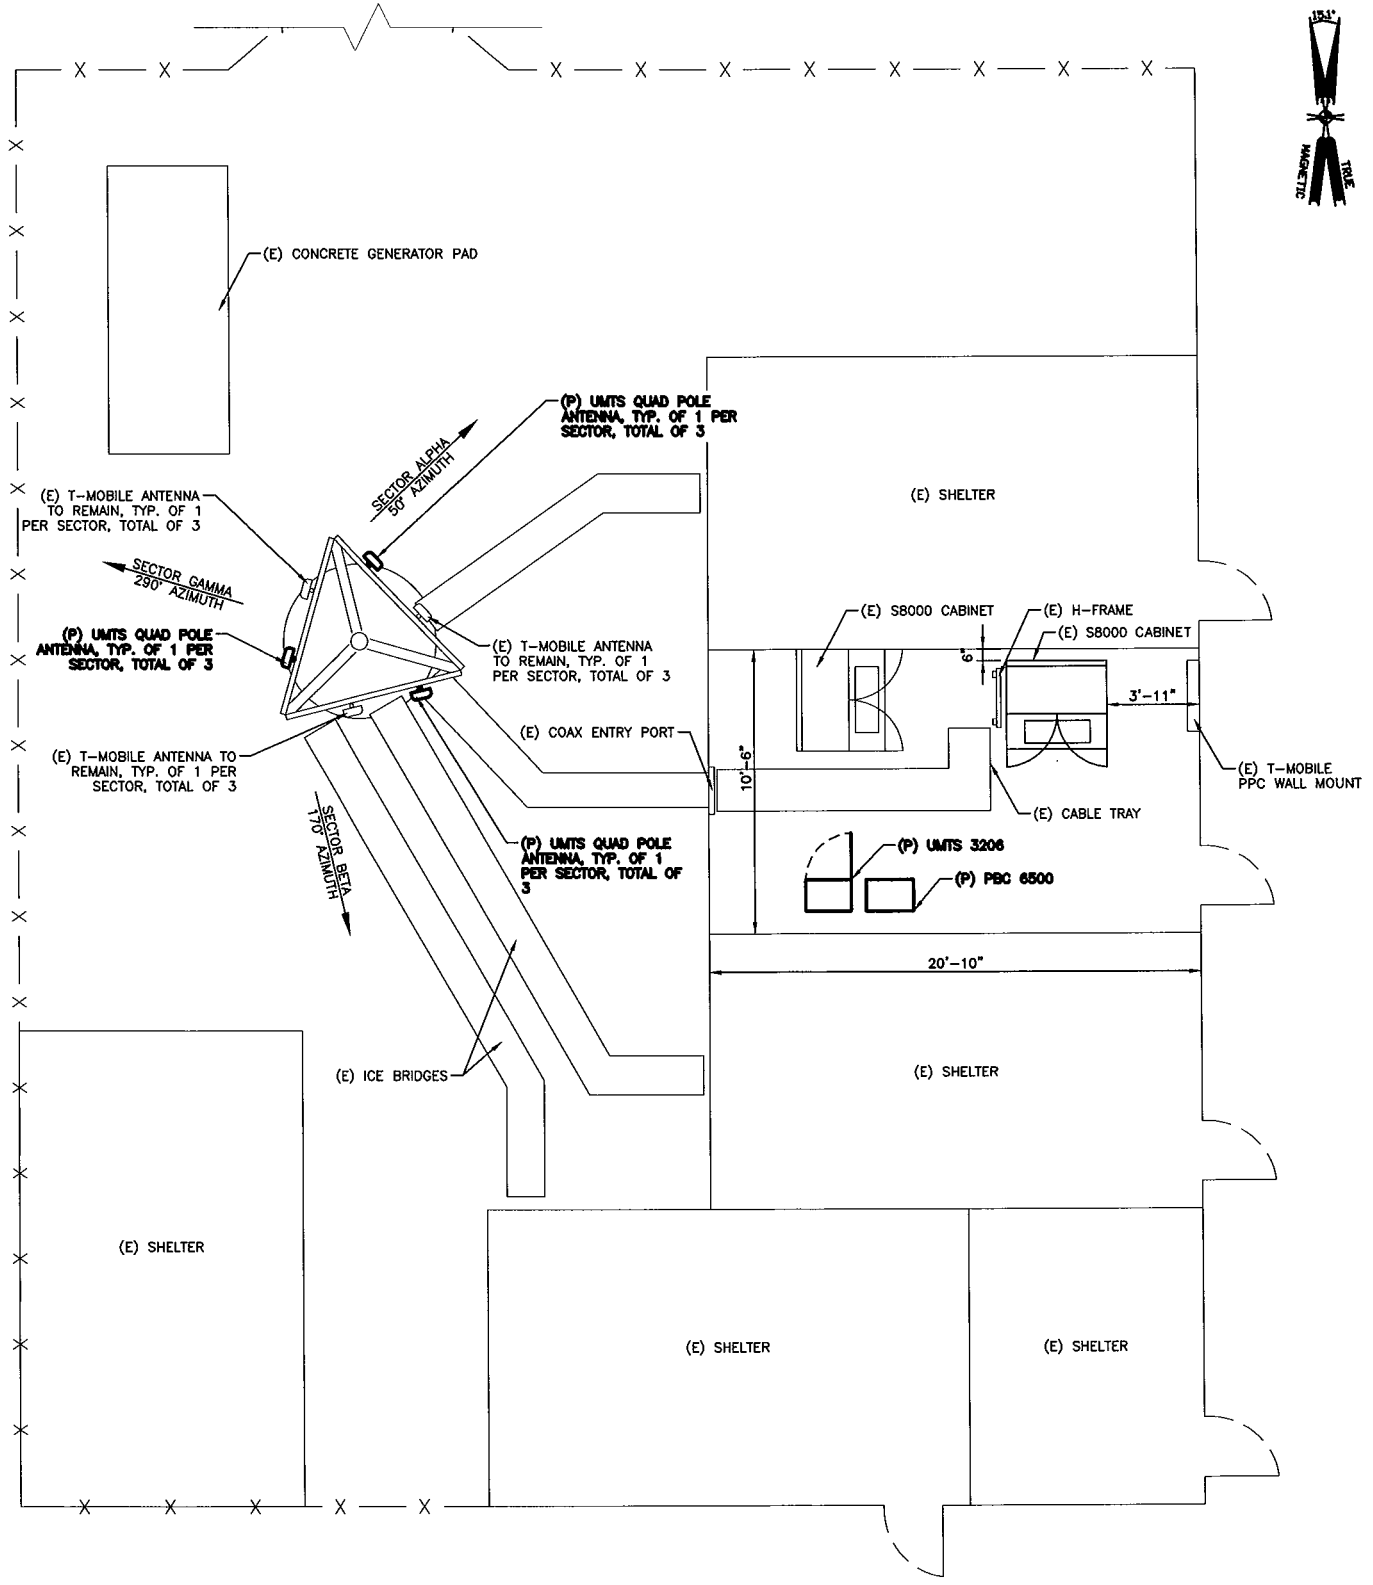 15.1°
MAGNETIC
TRUE
(E) CONCRETE GENERATOR PAD
(P) UMTS QUAD POLE
ANTENNA, TYP. OF 1 PER
SECTOR, TOTAL OF 3
SECTOR ALPHA
50° AZIMUTH
(E) T-MOBILE ANTENNA
TO REMAIN, TYP. OF 1
PER SECTOR, TOTAL OF 3
(E) SHELTER
SECTOR GAMMA
290° AZIMUTH
(P) UMTS QUAD POLE
ANTENNA, TYP. OF 1 PER
SECTOR, TOTAL OF 3
(E) T-MOBILE ANTENNA
TO REMAIN, TYP. OF 1
PER SECTOR, TOTAL OF 3
(E) S8000 CABINET
(E) H-FRAME
(E) S8000 CABINET
6"
3'-11"
(E) COAX ENTRY PORT
10'-6"
(E) T-MOBILE ANTENNA TO
REMAIN, TYP. OF 1 PER
SECTOR, TOTAL OF 3
(E) T-MOBILE
PPC WALL MOUNT
(E) CABLE TRAY
SECTOR BETA
170° AZIMUTH
(P) UMTS QUAD POLE
ANTENNA, TYP. OF 1
PER SECTOR, TOTAL OF
3
(P) UMTS 3206
(P) PBC 6500
20'-10"
(E) ICE BRIDGES
(E) SHELTER
(E) SHELTER
(E) SHELTER
(E) SHELTER